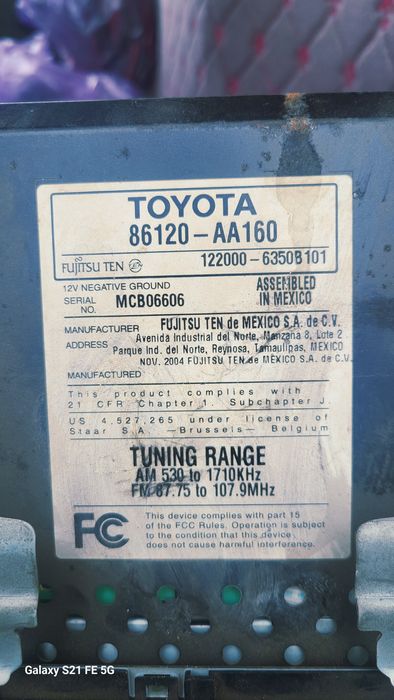 TOYOTA
86120-AA160
FUJITSU TEN
122000-6350B101
12V NEGATIVE GROUND
ASSEMBLED
IN MEXICO
SERIAL NO. MCB06606
MANUFACTURER FUJITSU TEN de MEXICO S.A. de C.V.
ADDRESS Avenida Industrial del Norte, Manzana 8, Lote 2
Parque Ind. del Norte, Reynosa, Tamaulipas, MEXICO
NOV. 2004 FUJITSU TEN de MEXICO S.A. de C.V.
MANUFACTURED
This product complies with
21 CFR Chapter 1. Subchapter J.
US 4,527,265 under license of
Staar S.A. —Brussels— Belgium
TUNING RANGE
AM 530 to 1710KHz
FM 87.75 to 107.9MHz
FC This device complies with part 15
of the FCC Rules. Operation is subject
to the condition that this device
does not cause harmful interference.
Galaxy S21 FE 5G